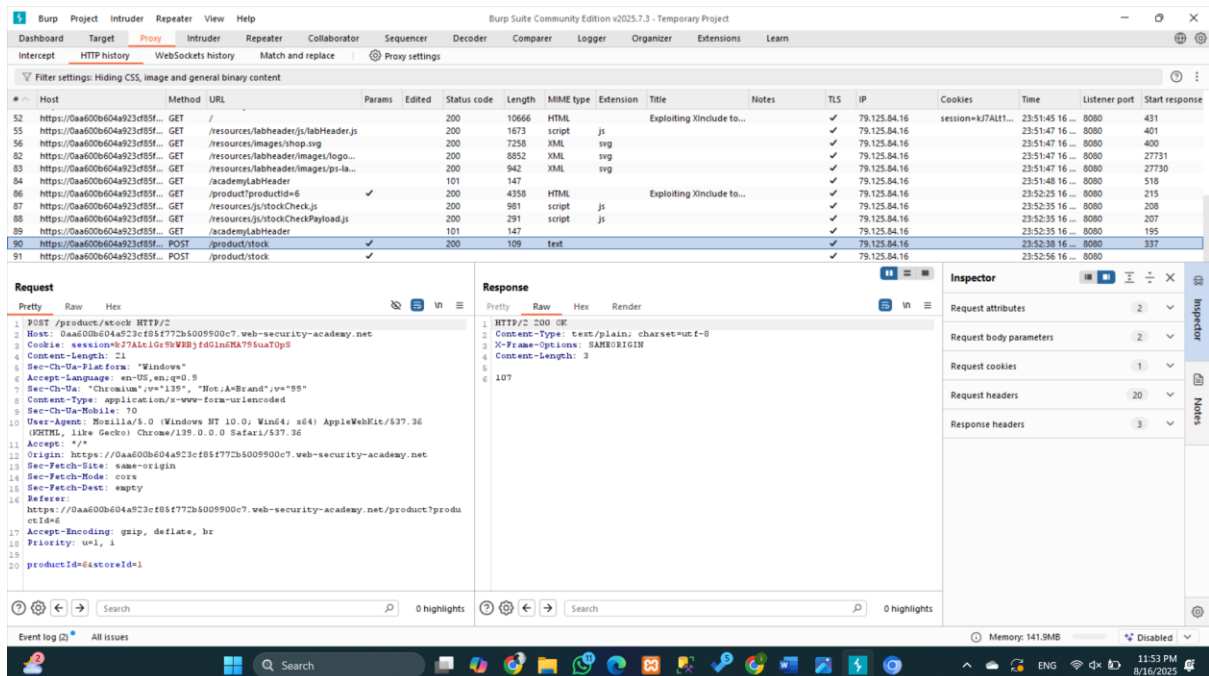 Burp Project Intruder Repeater View Help Burp Suite Community Edition v2025.7.3 - Temporary Project
Dashboard Target Proxy Intruder Repeater Collaborator Sequencer Decoder Comparer Logger Organizer Extensions Learn
Intercept HTTP history WebSockets history Match and replace Proxy settings
Filter settings: Hiding CSS, image and general binary content
# Host Method URL Params Edited Status code Length MIME type Extension Title Notes TLS IP Cookies Time Listener port Start response
52 https://0aa600b604a923cf85f... GET / 200 10666 HTML Exploiting XInclude to... ✓ 79.125.84.16 session=kJ7ALt1... 23:51:45 16 ... 8080 431
55 https://0aa600b604a923cf85f... GET /resources/labheader/js/labHeader.js 200 1673 script js ✓ 79.125.84.16 23:51:47 16 ... 8080 401
56 https://0aa600b604a923cf85f... GET /resources/images/shop.svg 200 7258 XML svg ✓ 79.125.84.16 23:51:47 16 ... 8080 400
82 https://0aa600b604a923cf85f... GET /resources/labheader/images/logo... 200 8852 XML svg ✓ 79.125.84.16 23:51:47 16 ... 8080 27731
83 https://0aa600b604a923cf85f... GET /resources/labheader/images/ps-la... 200 942 XML svg ✓ 79.125.84.16 23:51:47 16 ... 8080 27730
84 https://0aa600b604a923cf85f... GET /academyLabHeader 101 147 ✓ 79.125.84.16 23:51:48 16 ... 8080 518
86 https://0aa600b604a923cf85f... GET /product?productId=6 ✓ 200 4358 HTML Exploiting XInclude to... ✓ 79.125.84.16 23:52:25 16 ... 8080 215
87 https://0aa600b604a923cf85f... GET /resources/js/stockCheck.js 200 981 script js ✓ 79.125.84.16 23:52:35 16 ... 8080 208
88 https://0aa600b604a923cf85f... GET /resources/js/stockCheckPayload.js 200 291 script js ✓ 79.125.84.16 23:52:35 16 ... 8080 207
89 https://0aa600b604a923cf85f... GET /academyLabHeader 101 147 ✓ 79.125.84.16 23:52:35 16 ... 8080 195
90 https://0aa600b604a923cf85f... POST /product/stock ✓ 200 109 text ✓ 79.125.84.16 23:52:38 16 ... 8080 337
91 https://0aa600b604a923cf85f... POST /product/stock ✓ ✓ 79.125.84.16 23:52:56 16 ... 8080
Request
Pretty Raw Hex
1 POST /product/stock HTTP/2
2 Host: 0aa600b604a923cf85f772b5009900c7.web-security-academy.net
3 Cookie: session=
4 Content-Length: 21
5 Sec-Ch-Ua-Platform: "Windows"
6 Accept-Language: en-US,en;q=0.9
7 Sec-Ch-Ua: "Chromium";v="139", "Not;A=Brand";v="99"
8 Content-Type: application/x-www-form-urlencoded
9 Sec-Ch-Ua-Mobile: ?0
10 User-Agent: Mozilla/5.0 (Windows NT 10.0; Win64; x64) AppleWebKit/537.36
(KHTML, like Gecko) Chrome/139.0.0.0 Safari/537.36
11 Accept: */*
12 Origin: https://0aa600b604a923cf85f772b5009900c7.web-security-academy.net
13 Sec-Fetch-Site: same-origin
14 Sec-Fetch-Mode: cors
15 Sec-Fetch-Dest: empty
16 Referer:
https://0aa600b604a923cf85f772b5009900c7.web-security-academy.net/product?produ
ctId=6
17 Accept-Encoding: gzip, deflate, br
18 Priority: u=1, i
19
20 productId=6&storeId=1
Search 0 highlights
Response
Pretty Raw Hex Render
1 HTTP/2 200 OK
2 Content-Type: text/plain; charset=utf-8
3 X-Frame-Options: SAMEORIGIN
4 Content-Length: 3
5
6 107
Search 0 highlights
Inspector
Request attributes 2
Request body parameters 2
Request cookies 1
Request headers 20
Response headers 3
Inspector
Notes
Event log (2) All issues Memory: 141.9MB Disabled
Search ENG 11:53 PM
8/16/2025